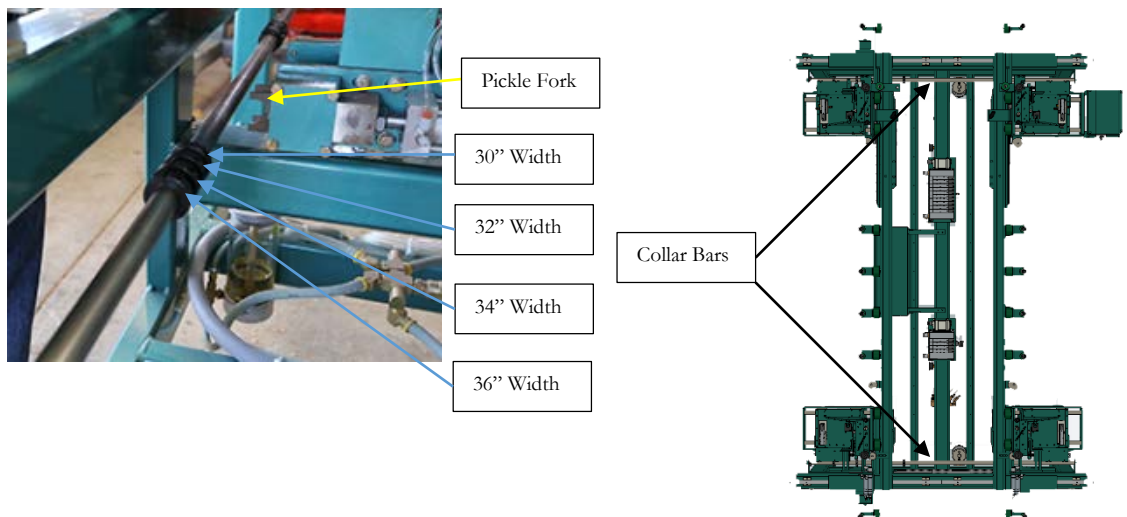 Pickle Fork
30” Width
32” Width
34” Width
36” Width
Collar Bars